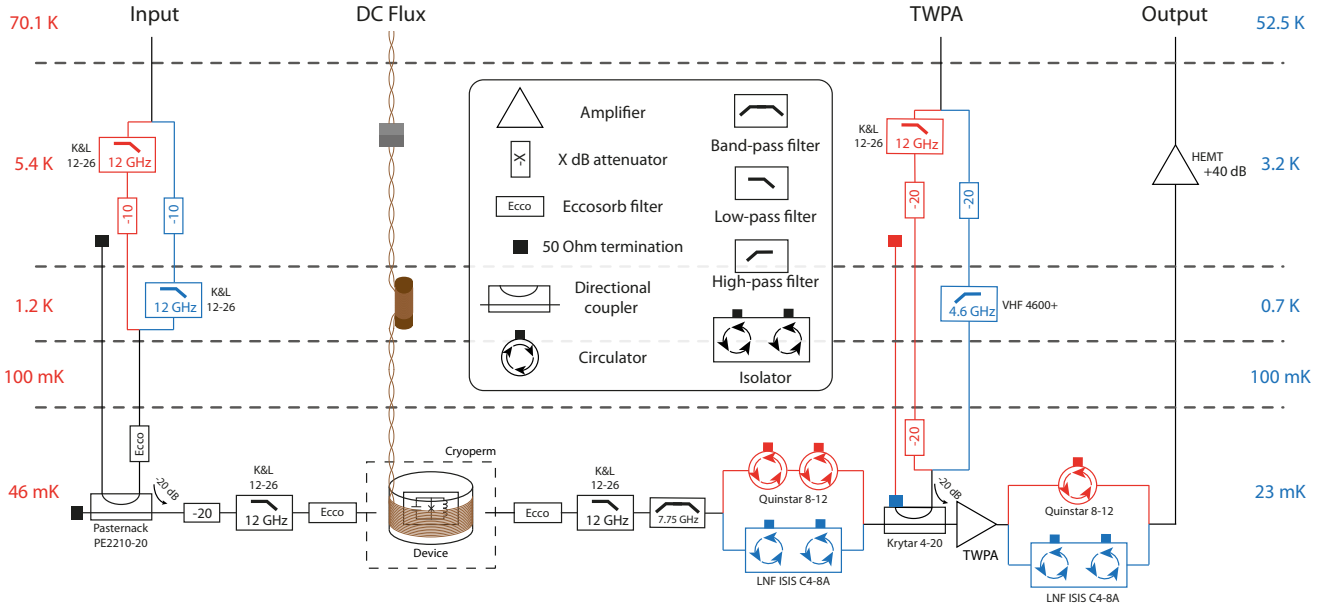 Input
DC Flux
TWPA
Output
70.1 K
52.5 K
5.4 K
3.2 K
1.2 K
0.7 K
100 mK
100 mK
46 mK
23 mK
K&L
12-26
12 GHz
-10
-10
12 GHz
K&L
12-26
Ecco
-20 dB
Pasternack
PE2210-20
-20
K&L
12-26
12 GHz
Ecco
Cryoperm
Device
Amplifier
-X
X dB attenuator
Ecco
Eccosorb filter
50 Ohm termination
Directional
coupler
Circulator
Band-pass filter
Low-pass filter
High-pass filter
Isolator
Ecco
K&L
12-26
12 GHz
7.75 GHz
Quinstar 8-12
LNF ISIS C4-8A
K&L
12-26
12 GHz
-20
-20
4.6 GHz
VHF 4600+
-20
-20 dB
Krytar 4-20
TWPA
Quinstar 8-12
LNF ISIS C4-8A
HEMT
+40 dB